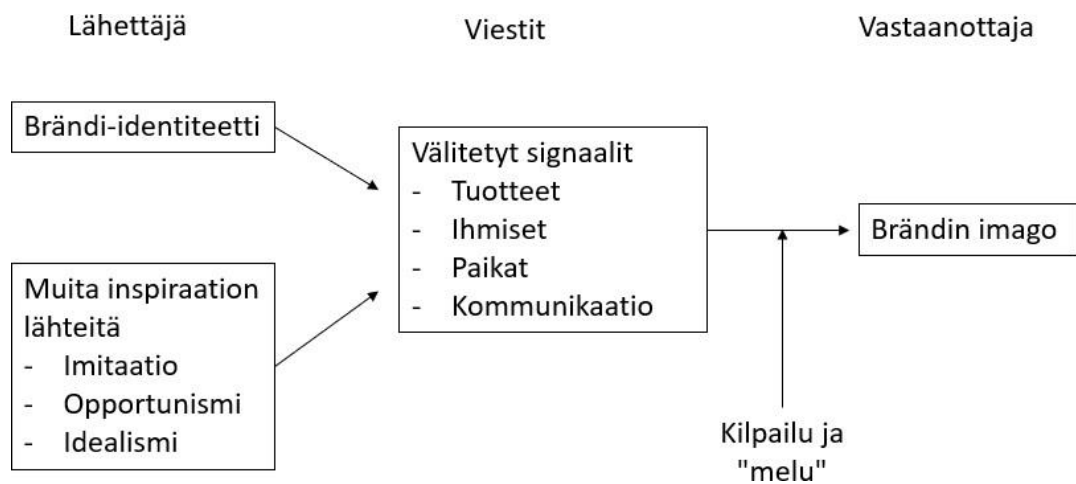 Lähettäjä
Viestit
Vastaanottaja
Brändi-identiteetti
Muita inspiraation
lähteitä
- Imitaatio
- Opportunismi
- Idealismi
Välitetyt signaalit
- Tuotteet
- Ihmiset
- Paikat
- Kommunikaatio
Brändin imago
Kilpailu ja
"melu"